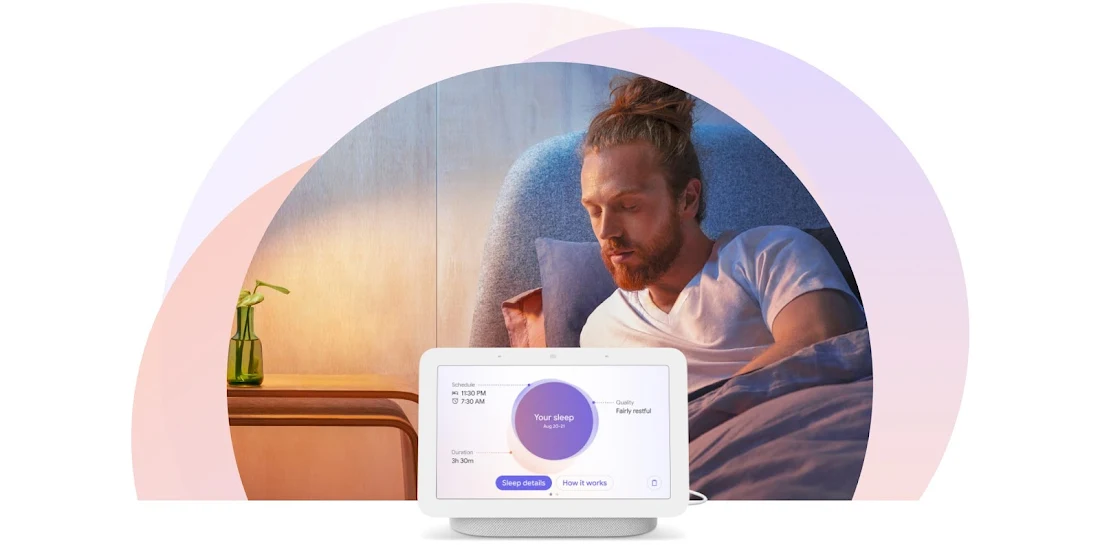 Schedule
11:30 PM
7:30 AM
Your sleep
Aug 20-21
Quality
Fairly restful
Duration
3h 30m
Sleep details
How it works